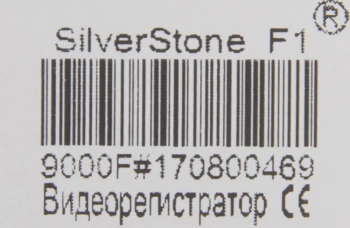 SilverStone F1®
9000F#170800469
Видеорегистратор CE